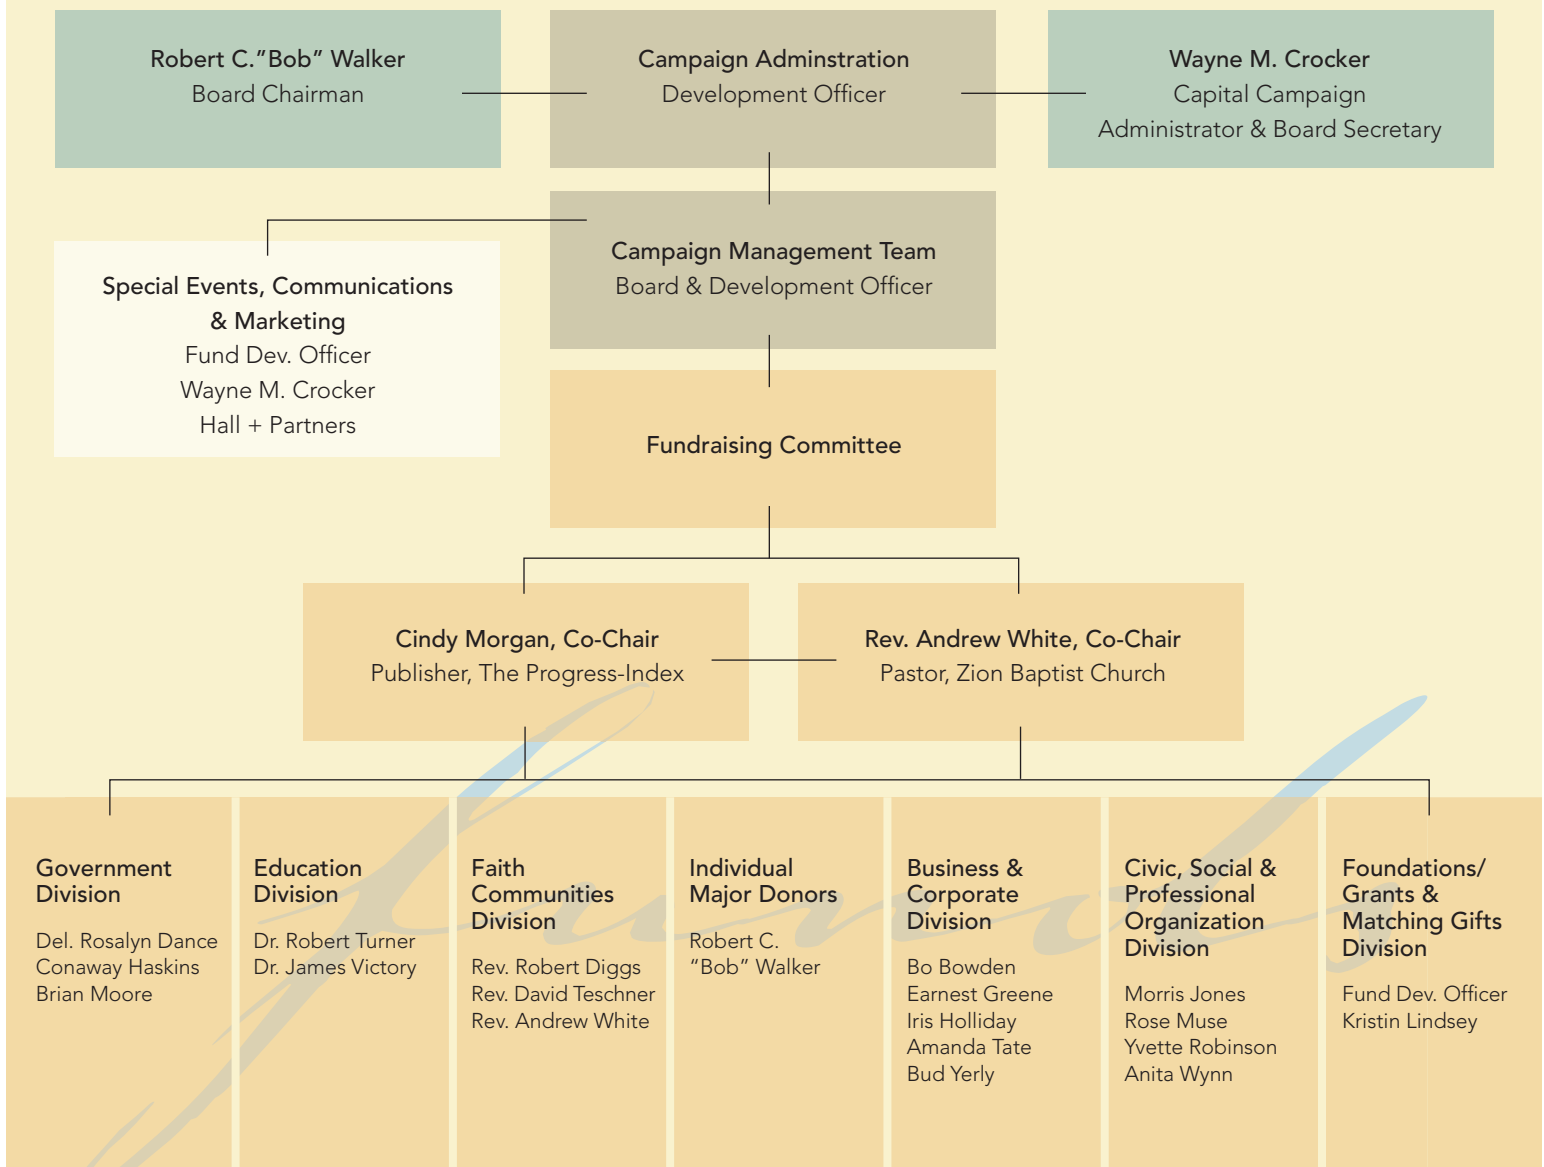 Robert C.”Bob” Walker
Board Chairman
Campaign Adminstration
Development Officer
Wayne M. Crocker
Capital Campaign
Administrator & Board Secretary
Campaign Management Team
Board & Development Officer
Special Events, Communications
& Marketing
Fund Dev. Officer
Wayne M. Crocker
Hall + Partners
Fundraising Committee
Cindy Morgan, Co-Chair
Publisher, The Progress-Index
Rev. Andrew White, Co-Chair
Pastor, Zion Baptist Church
Government
Division
Del. Rosalyn Dance
Conaway Haskins
Brian Moore
Education
Division
Dr. Robert Turner
Dr. James Victory
Faith
Communities
Division
Rev. Robert Diggs
Rev. David Teschner
Rev. Andrew White
Individual
Major Donors
Robert C.
“Bob” Walker
Business &
Corporate
Division
Bo Bowden
Earnest Greene
Iris Holliday
Amanda Tate
Bud Yerly
Civic, Social &
Professional
Organization
Division
Morris Jones
Rose Muse
Yvette Robinson
Anita Wynn
Foundations/
Grants &
Matching Gifts
Division
Fund Dev. Officer
Kristin Lindsey
funds